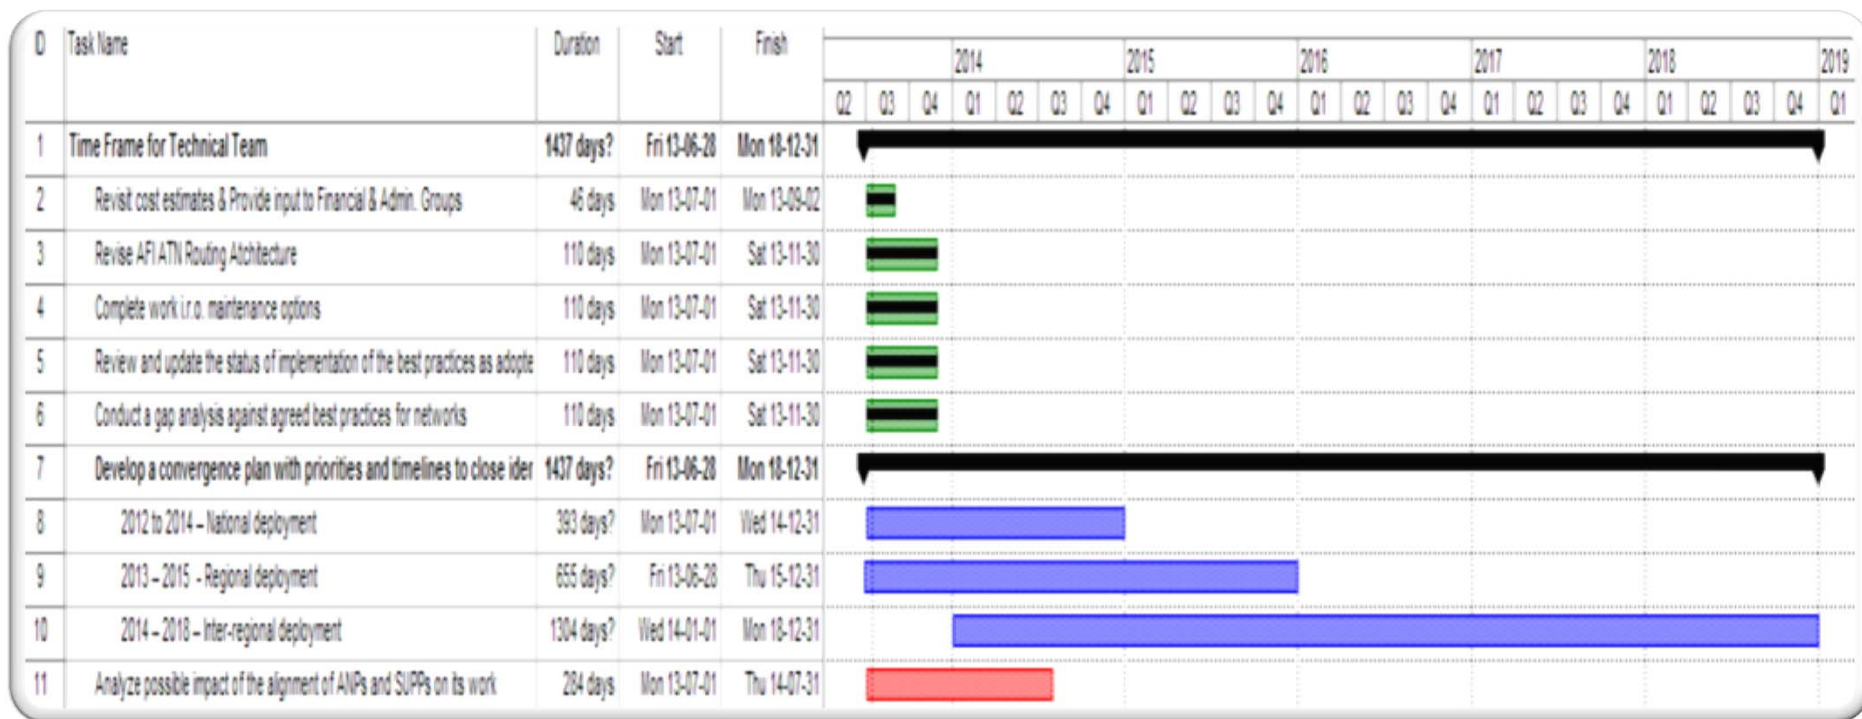 ID Task Name Duration Start Finish
2014 2015 2016 2017 2018 2019
Q2 Q3 Q4 Q1 Q2 Q3 Q4 Q1 Q2 Q3 Q4 Q1 Q2 Q3 Q4 Q1 Q2 Q3 Q4 Q1 Q2 Q3 Q4 Q1
1 Time Frame for Technical Team 1437 days? Fri 13-06-28 Mon 18-12-31
2 Revisit cost estimates & Provide input to Financial & Admin. Groups 46 days Mon 13-07-01 Mon 13-09-02
3 Revise AFI ATN Routing Atchitecture 110 days Mon 13-07-01 Sat 13-11-30
4 Complete work i.r.o. maintenance options 110 days Mon 13-07-01 Sat 13-11-30
5 Review and update the status of implementation of the best practices as adopte 110 days Mon 13-07-01 Sat 13-11-30
6 Conduct a gap analysis against agreed best practices for networks 110 days Mon 13-07-01 Sat 13-11-30
7 Develop a convergence plan with priorities and timelines to close iden 1437 days? Fri 13-06-28 Mon 18-12-31
8 2012 to 2014 – National deployment 393 days? Mon 13-07-01 Wed 14-12-31
9 2013 – 2015 - Regional deployment 655 days? Fri 13-06-28 Thu 15-12-31
10 2014 – 2018 – Inter-regional deployment 1304 days? Wed 14-01-01 Mon 18-12-31
11 Analyze possible impact of the alignment of ANPs and SUPPs on its work 284 days Mon 13-07-01 Thu 14-07-31